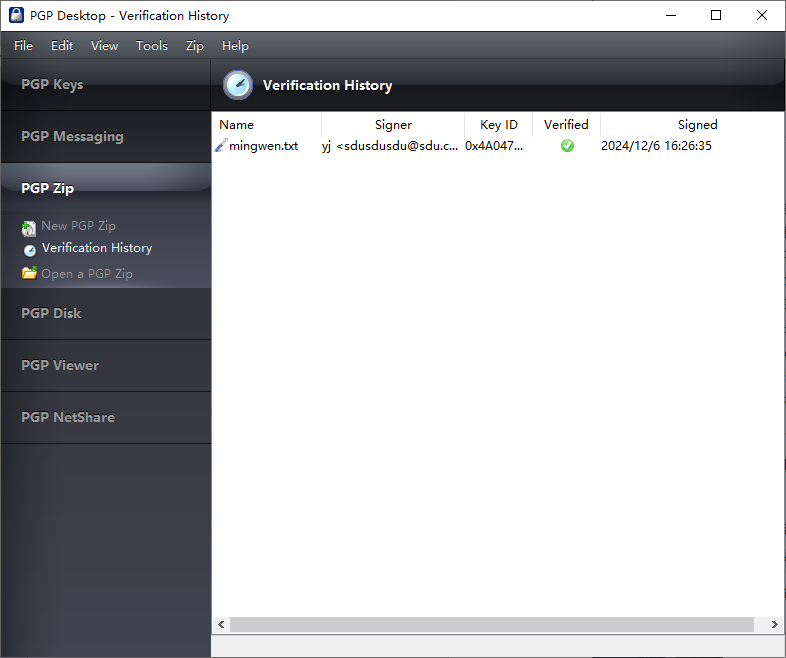 PGP Desktop - Verification History
File Edit View Tools Zip Help
PGP Keys
PGP Messaging
PGP Zip
New PGP Zip
Verification History
Open a PGP Zip
PGP Disk
PGP Viewer
PGP NetShare
Verification History
Name Signer Key ID Verified Signed
mingwen.txt yj <sdusdusdu@sdu.c... 0x4A047... 2024/12/6 16:26:35